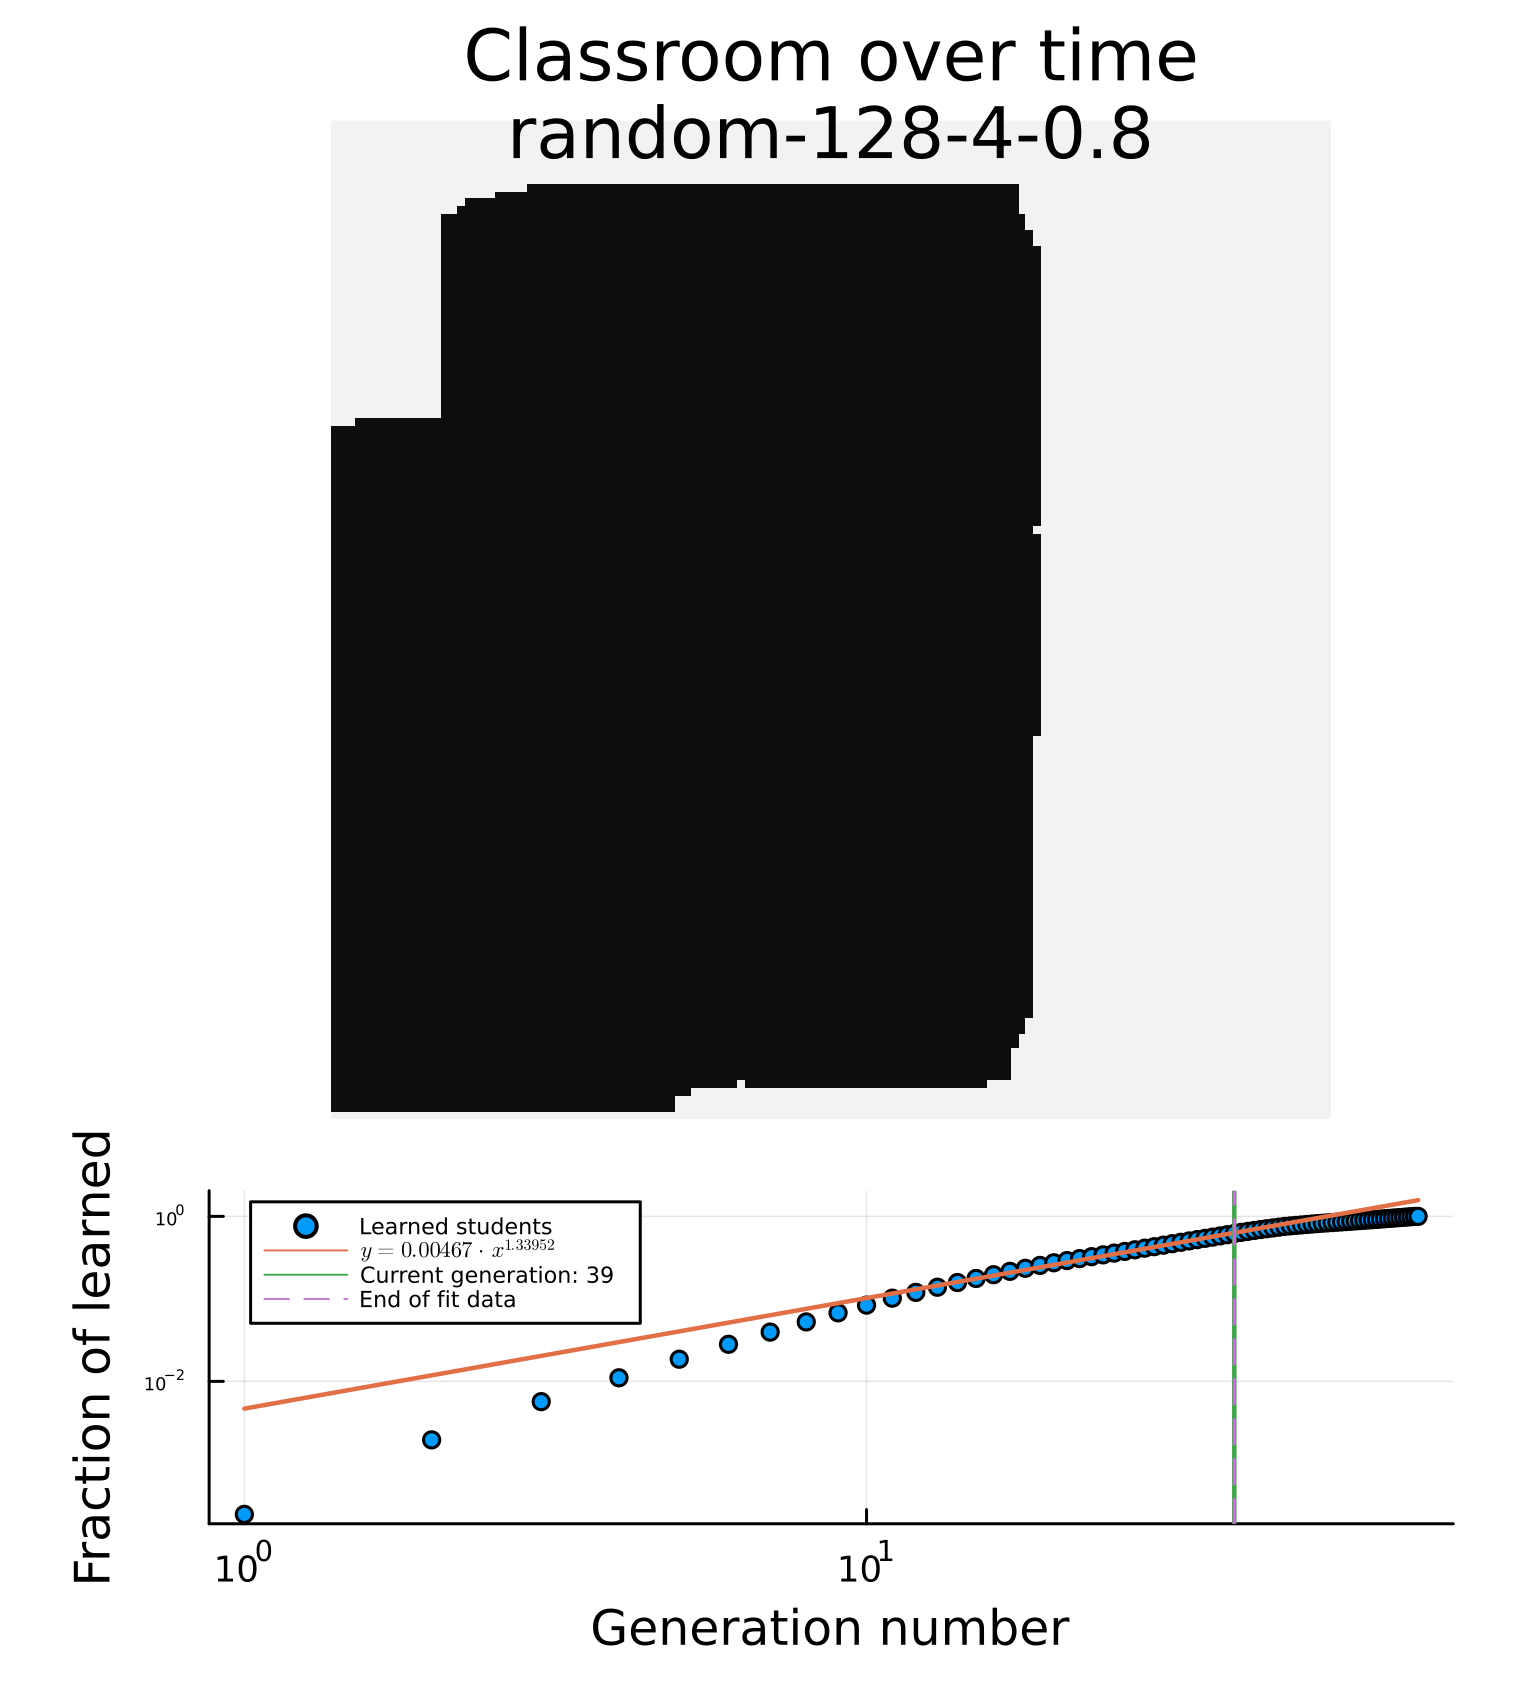 Classroom over time
random-128-4-0.8
Fraction of learned
10⁰
10⁻²
Learned students
y = 0.00467 · x^1.33952
Current generation: 39
End of fit data
10⁰
10¹
Generation number